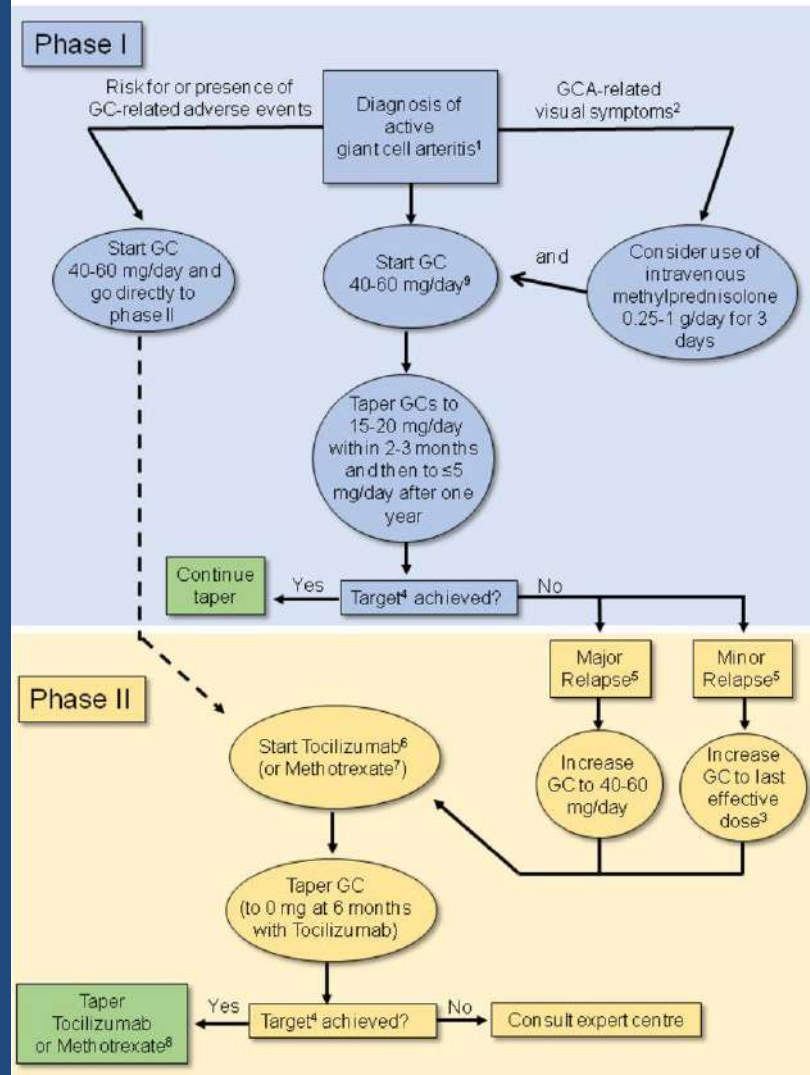 Phase I
Risk for or presence of
GC-related adverse events
Diagnosis of
active
giant cell arteritis¹
GCA-related
visual symptoms²
Start GC
40-60 mg/day and
go directly to
phase II
Start GC
40-60 mg/day⁹
and
Consider use of
intravenous
methylprednisolone
0.25-1 g/day for 3
days
Taper GCs to
15-20 mg/day
within 2-3 months
and then to ≤5
mg/day after one
year
Continue
taper
Yes
Target⁴ achieved?
No
Major
Relapse⁵
Minor
Relapse⁵
Phase II
Start Tocilizumab⁶
(or Methotrexate⁷)
Increase
GC to 40-60
mg/day
Increase
GC to last
effective
dose³
Taper GC
(to 0 mg at 6 months
with Tocilizumab)
Taper
Tocilizumab
or Methotrexate⁸
Yes
Target⁴ achieved?
No
Consult expert centre